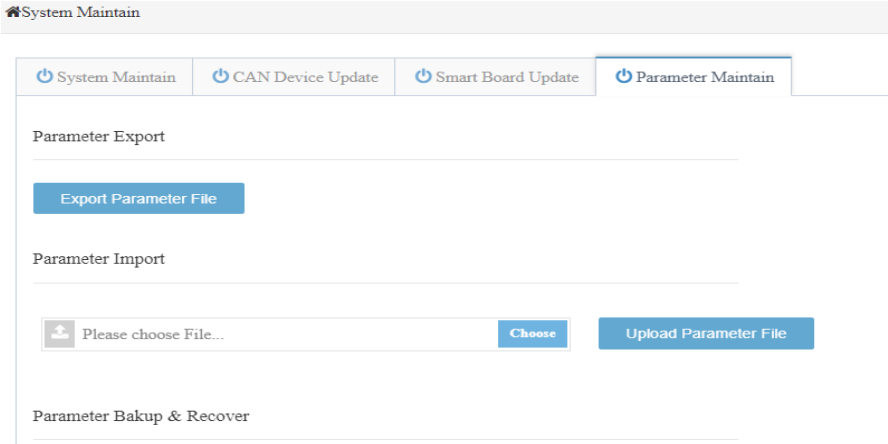 System Maintain
System Maintain CAN Device Update Smart Board Update Parameter Maintain
Parameter Export
Export Parameter File
Parameter Import
Please choose File... Choose Upload Parameter File
Parameter Bakup & Recover